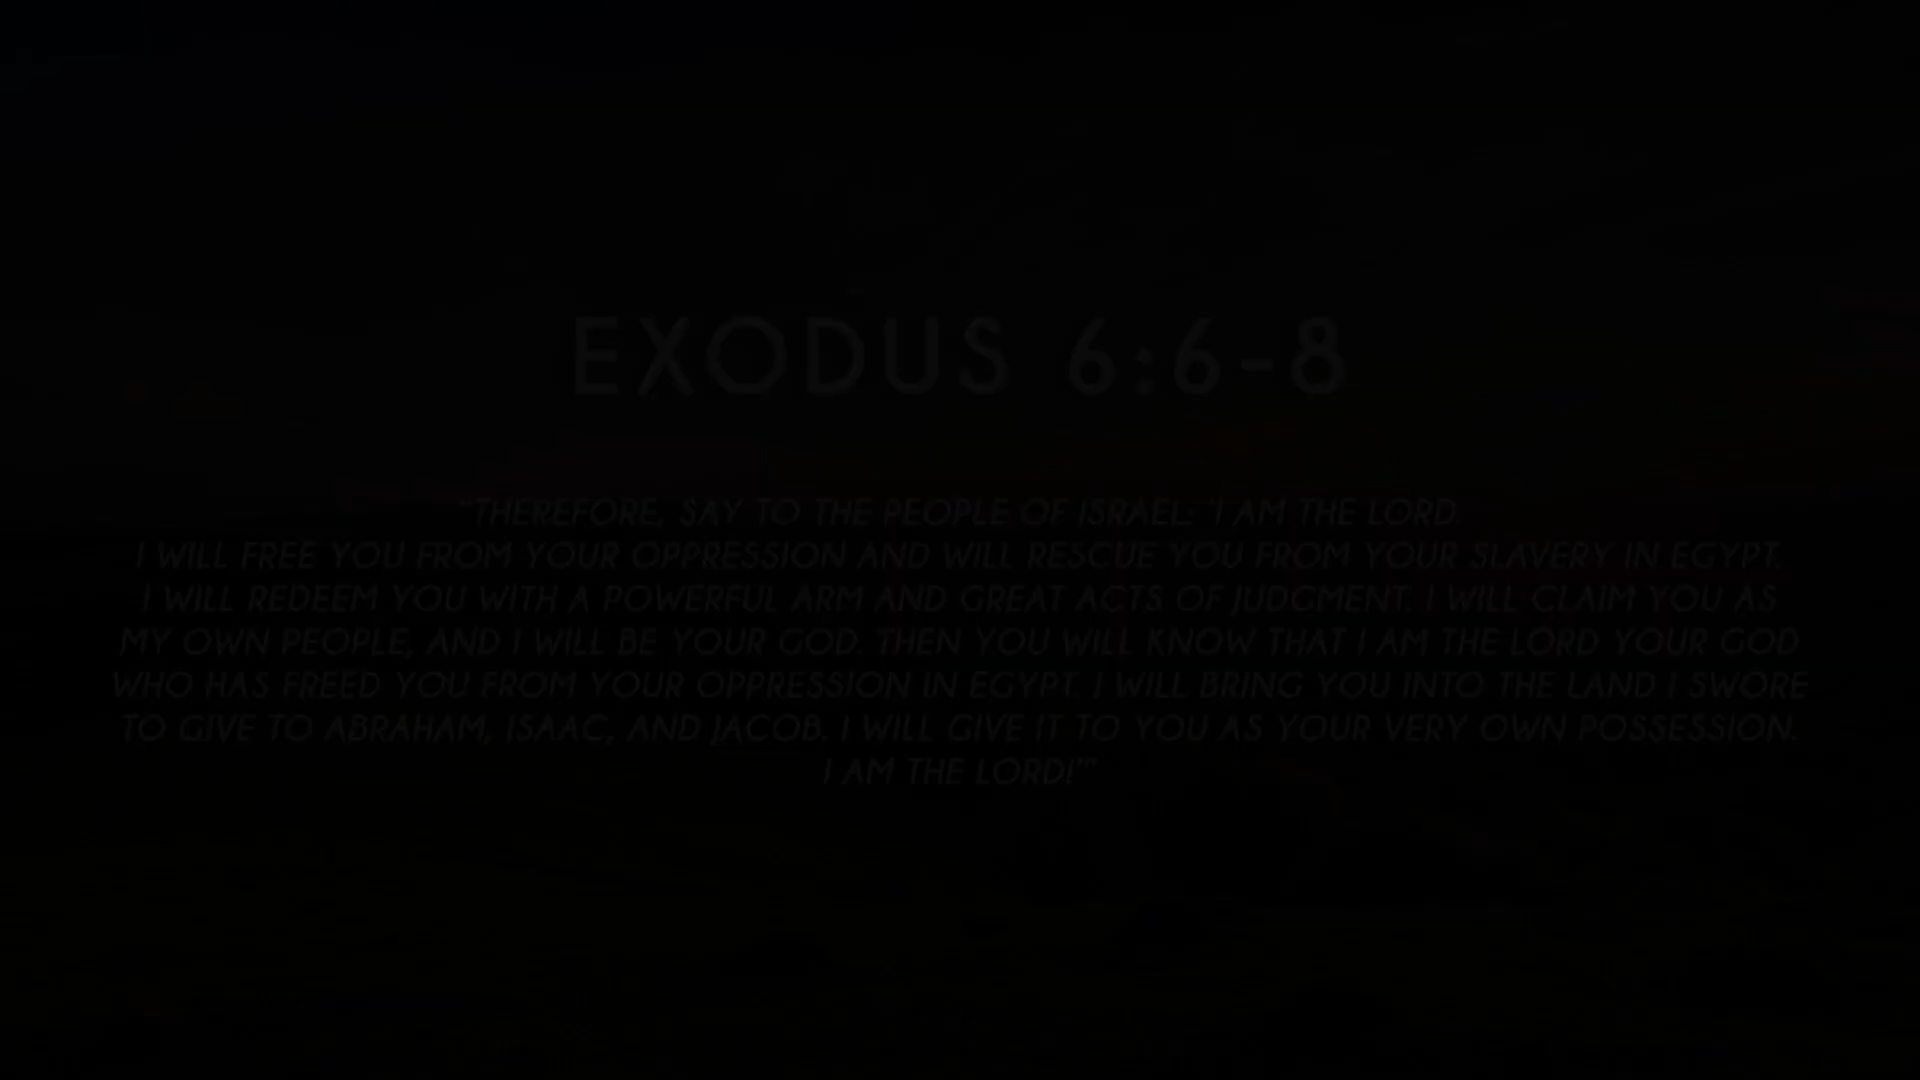 EXODUS 6:6-8
"THEREFORE, SAY TO THE PEOPLE OF ISRAEL: 'I AM THE LORD.
I WILL FREE YOU FROM YOUR OPPRESSION AND WILL RESCUE YOU FROM YOUR SLAVERY IN EGYPT.
I WILL REDEEM YOU WITH A POWERFUL ARM AND GREAT ACTS OF JUDGMENT. I WILL CLAIM YOU AS
MY OWN PEOPLE, AND I WILL BE YOUR GOD. THEN YOU WILL KNOW THAT I AM THE LORD YOUR GOD
WHO HAS FREED YOU FROM YOUR OPPRESSION IN EGYPT. I WILL BRING YOU INTO THE LAND I SWORE
TO GIVE TO ABRAHAM, ISAAC, AND JACOB. I WILL GIVE IT TO YOU AS YOUR VERY OWN POSSESSION.
I AM THE LORD!'"